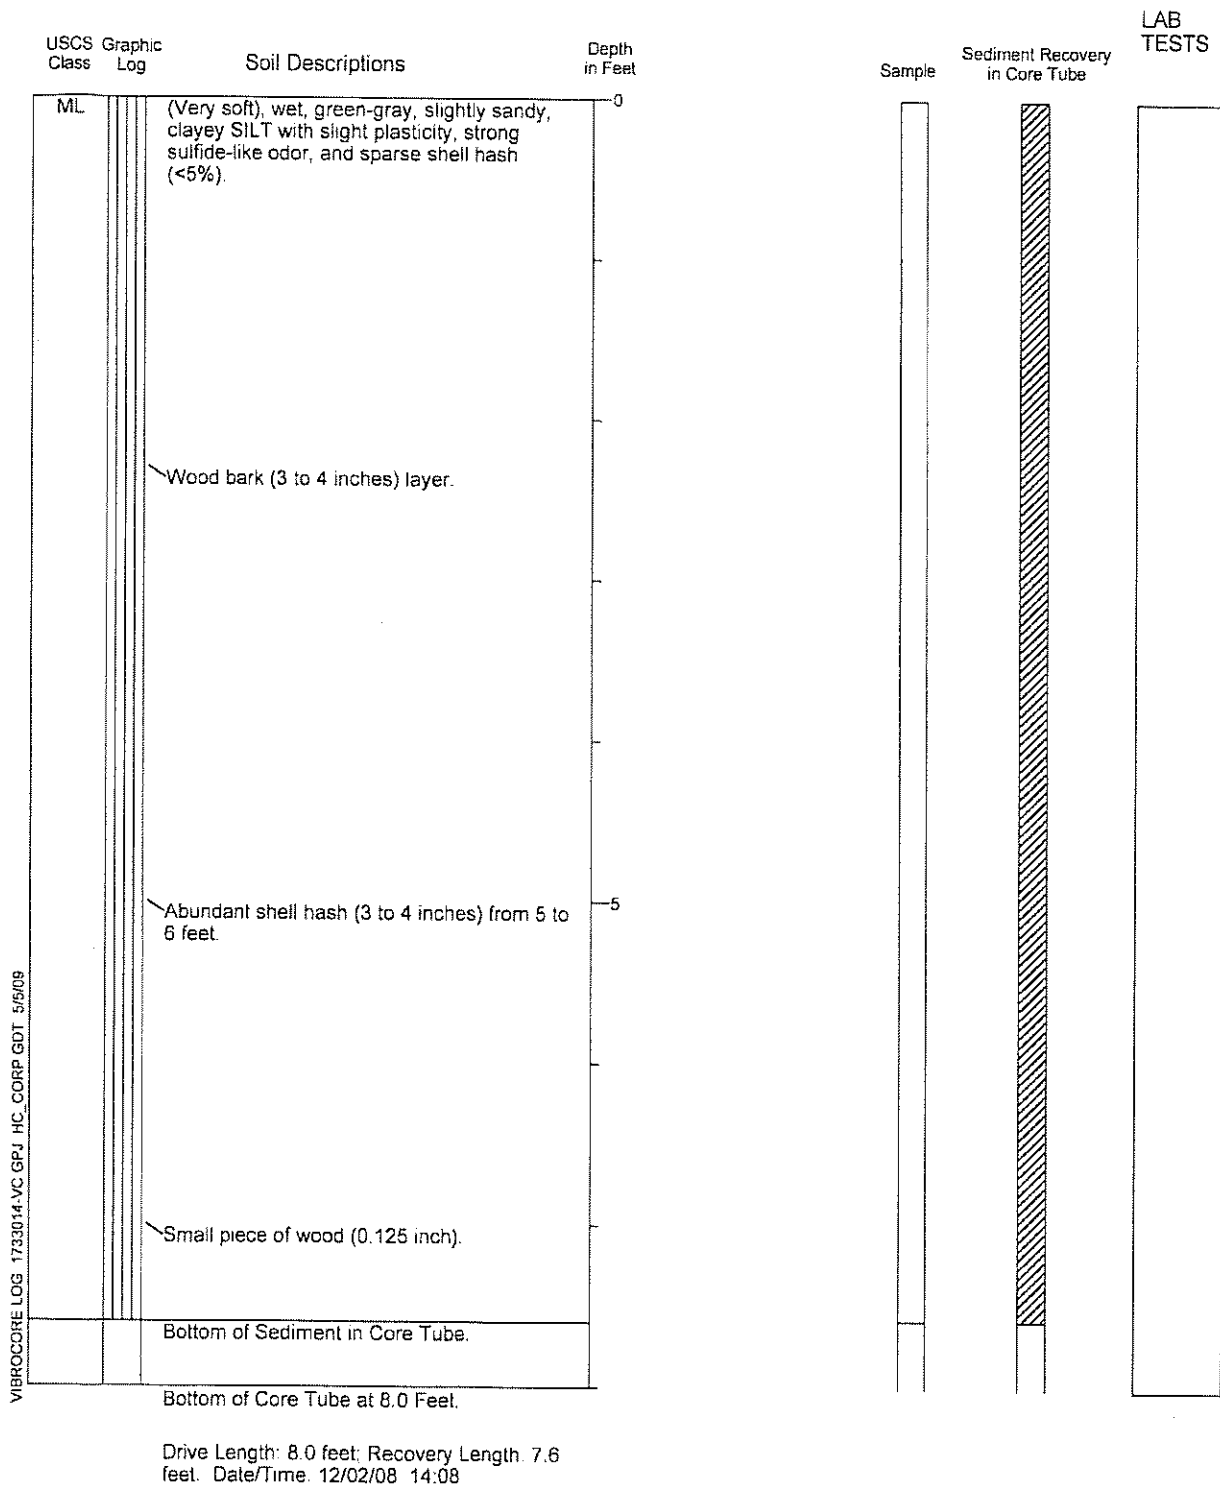 LAB
TESTS
USCS Graphic
Class Log
Soil Descriptions
Depth
in Feet
Sample
Sediment Recovery
in Core Tube
ML
(Very soft), wet, green-gray, slightly sandy,
clayey SILT with slight plasticity, strong
sulfide-like odor, and sparse shell hash
(<5%).
0
Wood bark (3 to 4 inches) layer.
Abundant shell hash (3 to 4 inches) from 5 to
6 feet.
5
Small piece of wood (0.125 inch).
Bottom of Sediment in Core Tube.
Bottom of Core Tube at 8.0 Feet.
Drive Length: 8.0 feet; Recovery Length. 7.6
feet. Date/Time. 12/02/08 14:08
VIBROCORE LOG 1733014-VC GPJ HC_CORP GDT 5/5/09